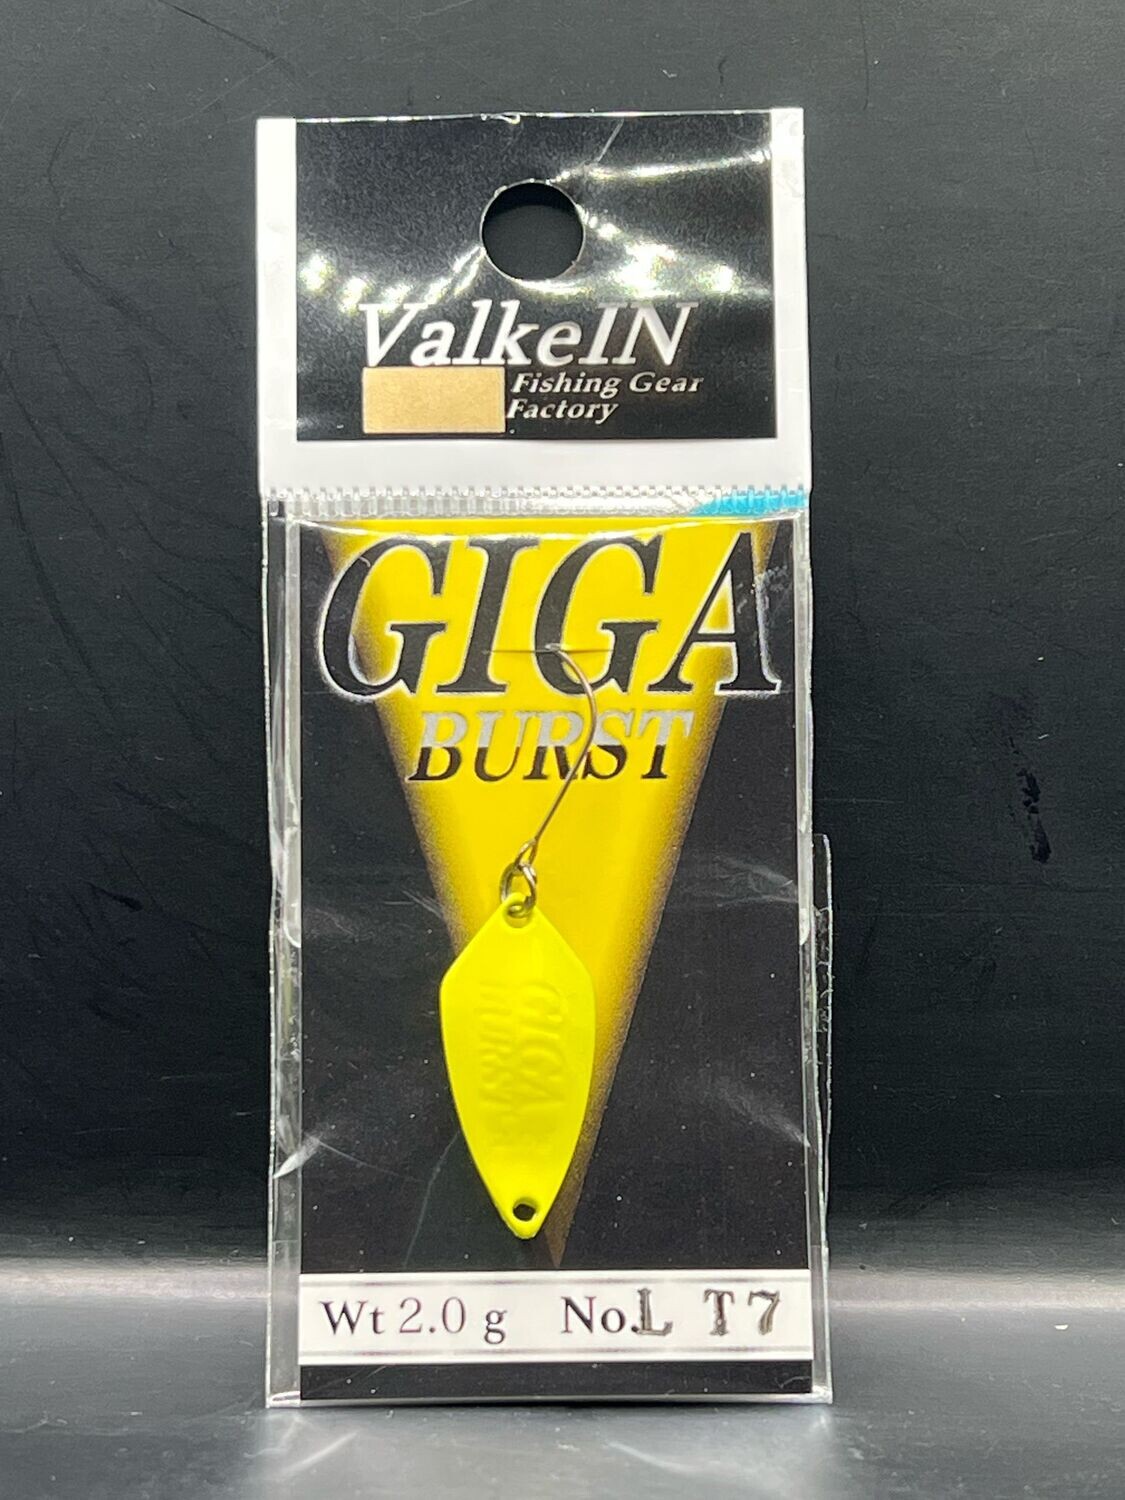 ValkeIN
Fishing Gear
Factory
GIGA
BURST
GIGA
BURST
Wt 2.0 g No.L T7